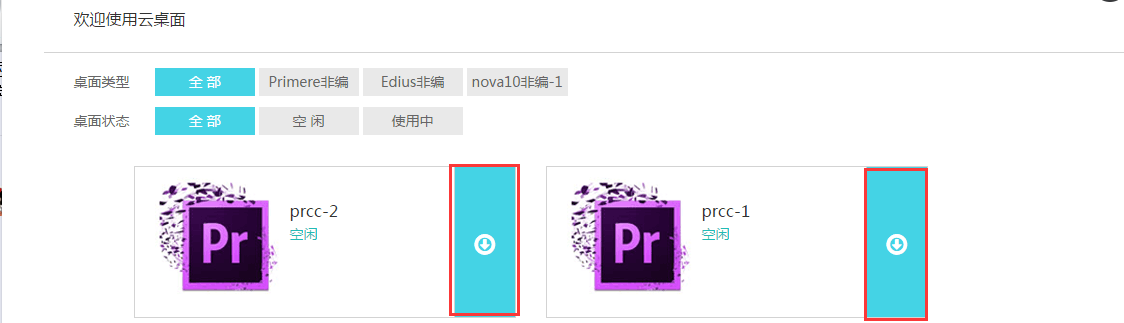 欢迎使用云桌面
桌面类型 全 部 Primere非编 Edius非编 nova10非编-1
桌面状态 全 部 空 闲 使用中
Pr prcc-2 Pr prcc-1
空闲 空闲